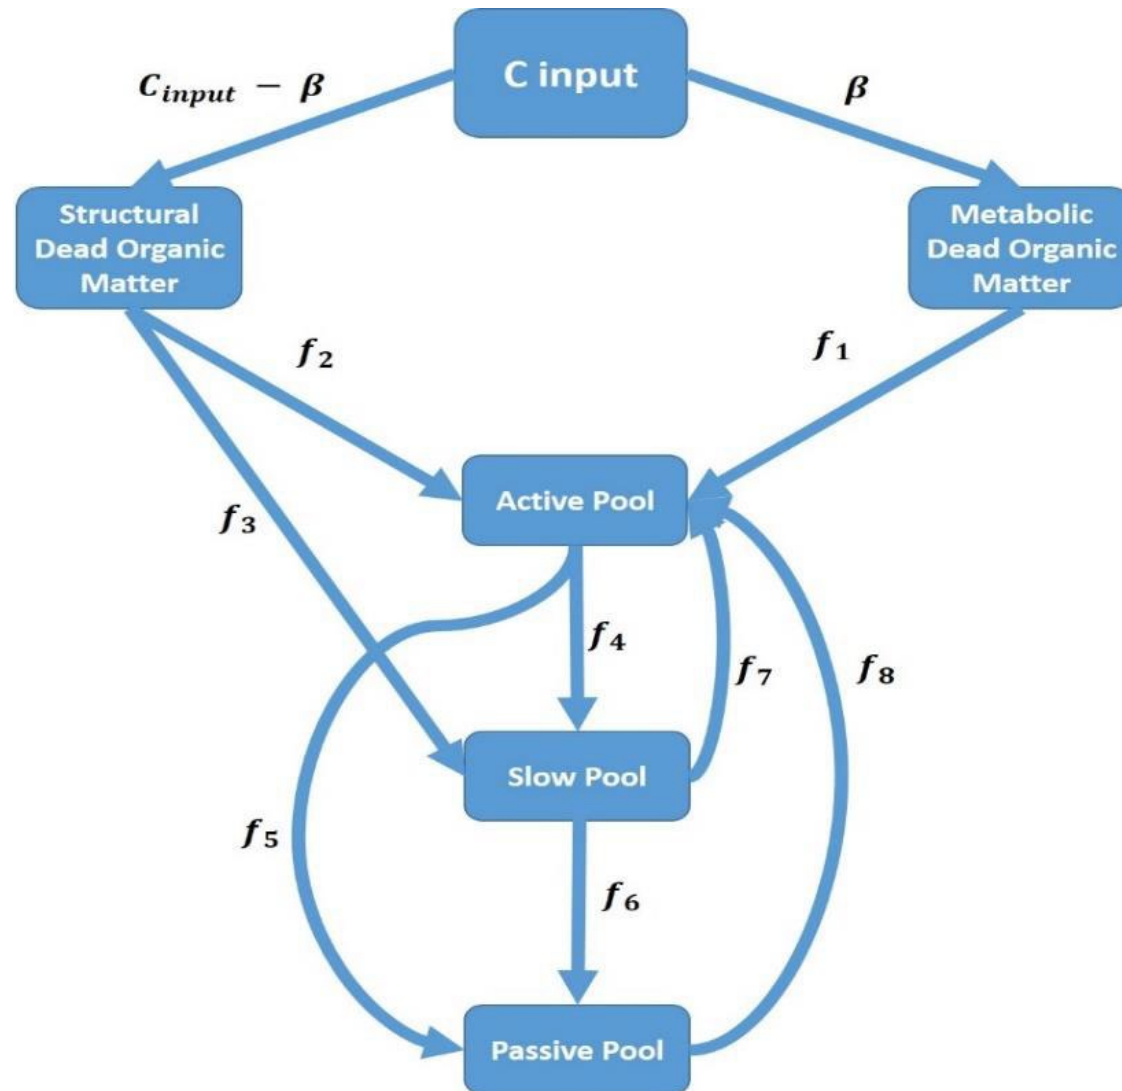 C input
C_input − β
β
Structural
Dead Organic
Matter
Metabolic
Dead Organic
Matter
f₂
f₁
Active Pool
f₃
f₄
f₇
f₈
Slow Pool
f₅
f₆
Passive Pool